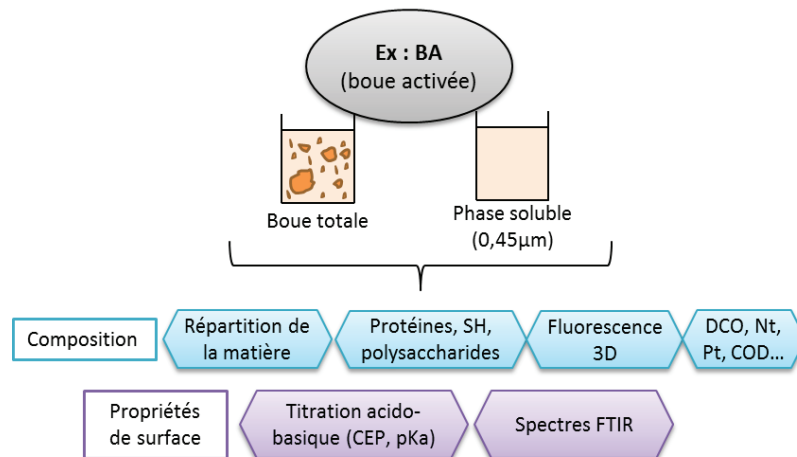 Ex : BA
(boue activée)
Boue totale
Phase soluble
(0,45µm)
Composition
Répartition de
la matière
Protéines, SH,
polysaccharides
Fluorescence
3D
DCO, Nt,
Pt, COD...
Propriétés
de surface
Titration acido-
basique (CEP, pKa)
Spectres FTIR